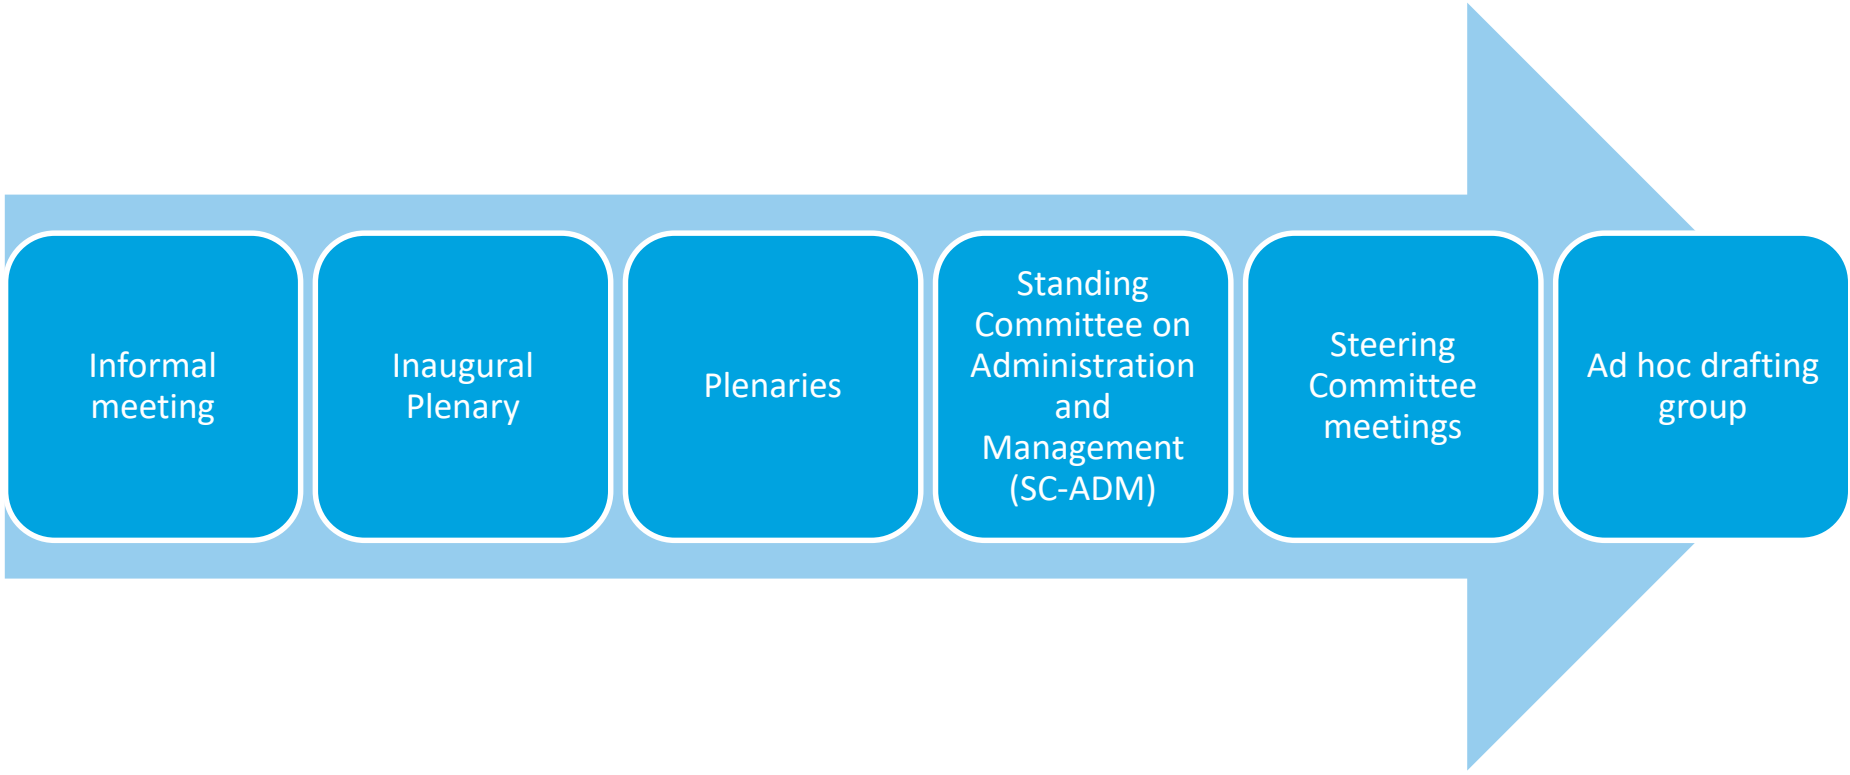 Informal
meeting
Inaugural
Plenary
Plenaries
Standing
Committee on
Administration
and
Management
(SC-ADM)
Steering
Committee
meetings
Ad hoc drafting
group